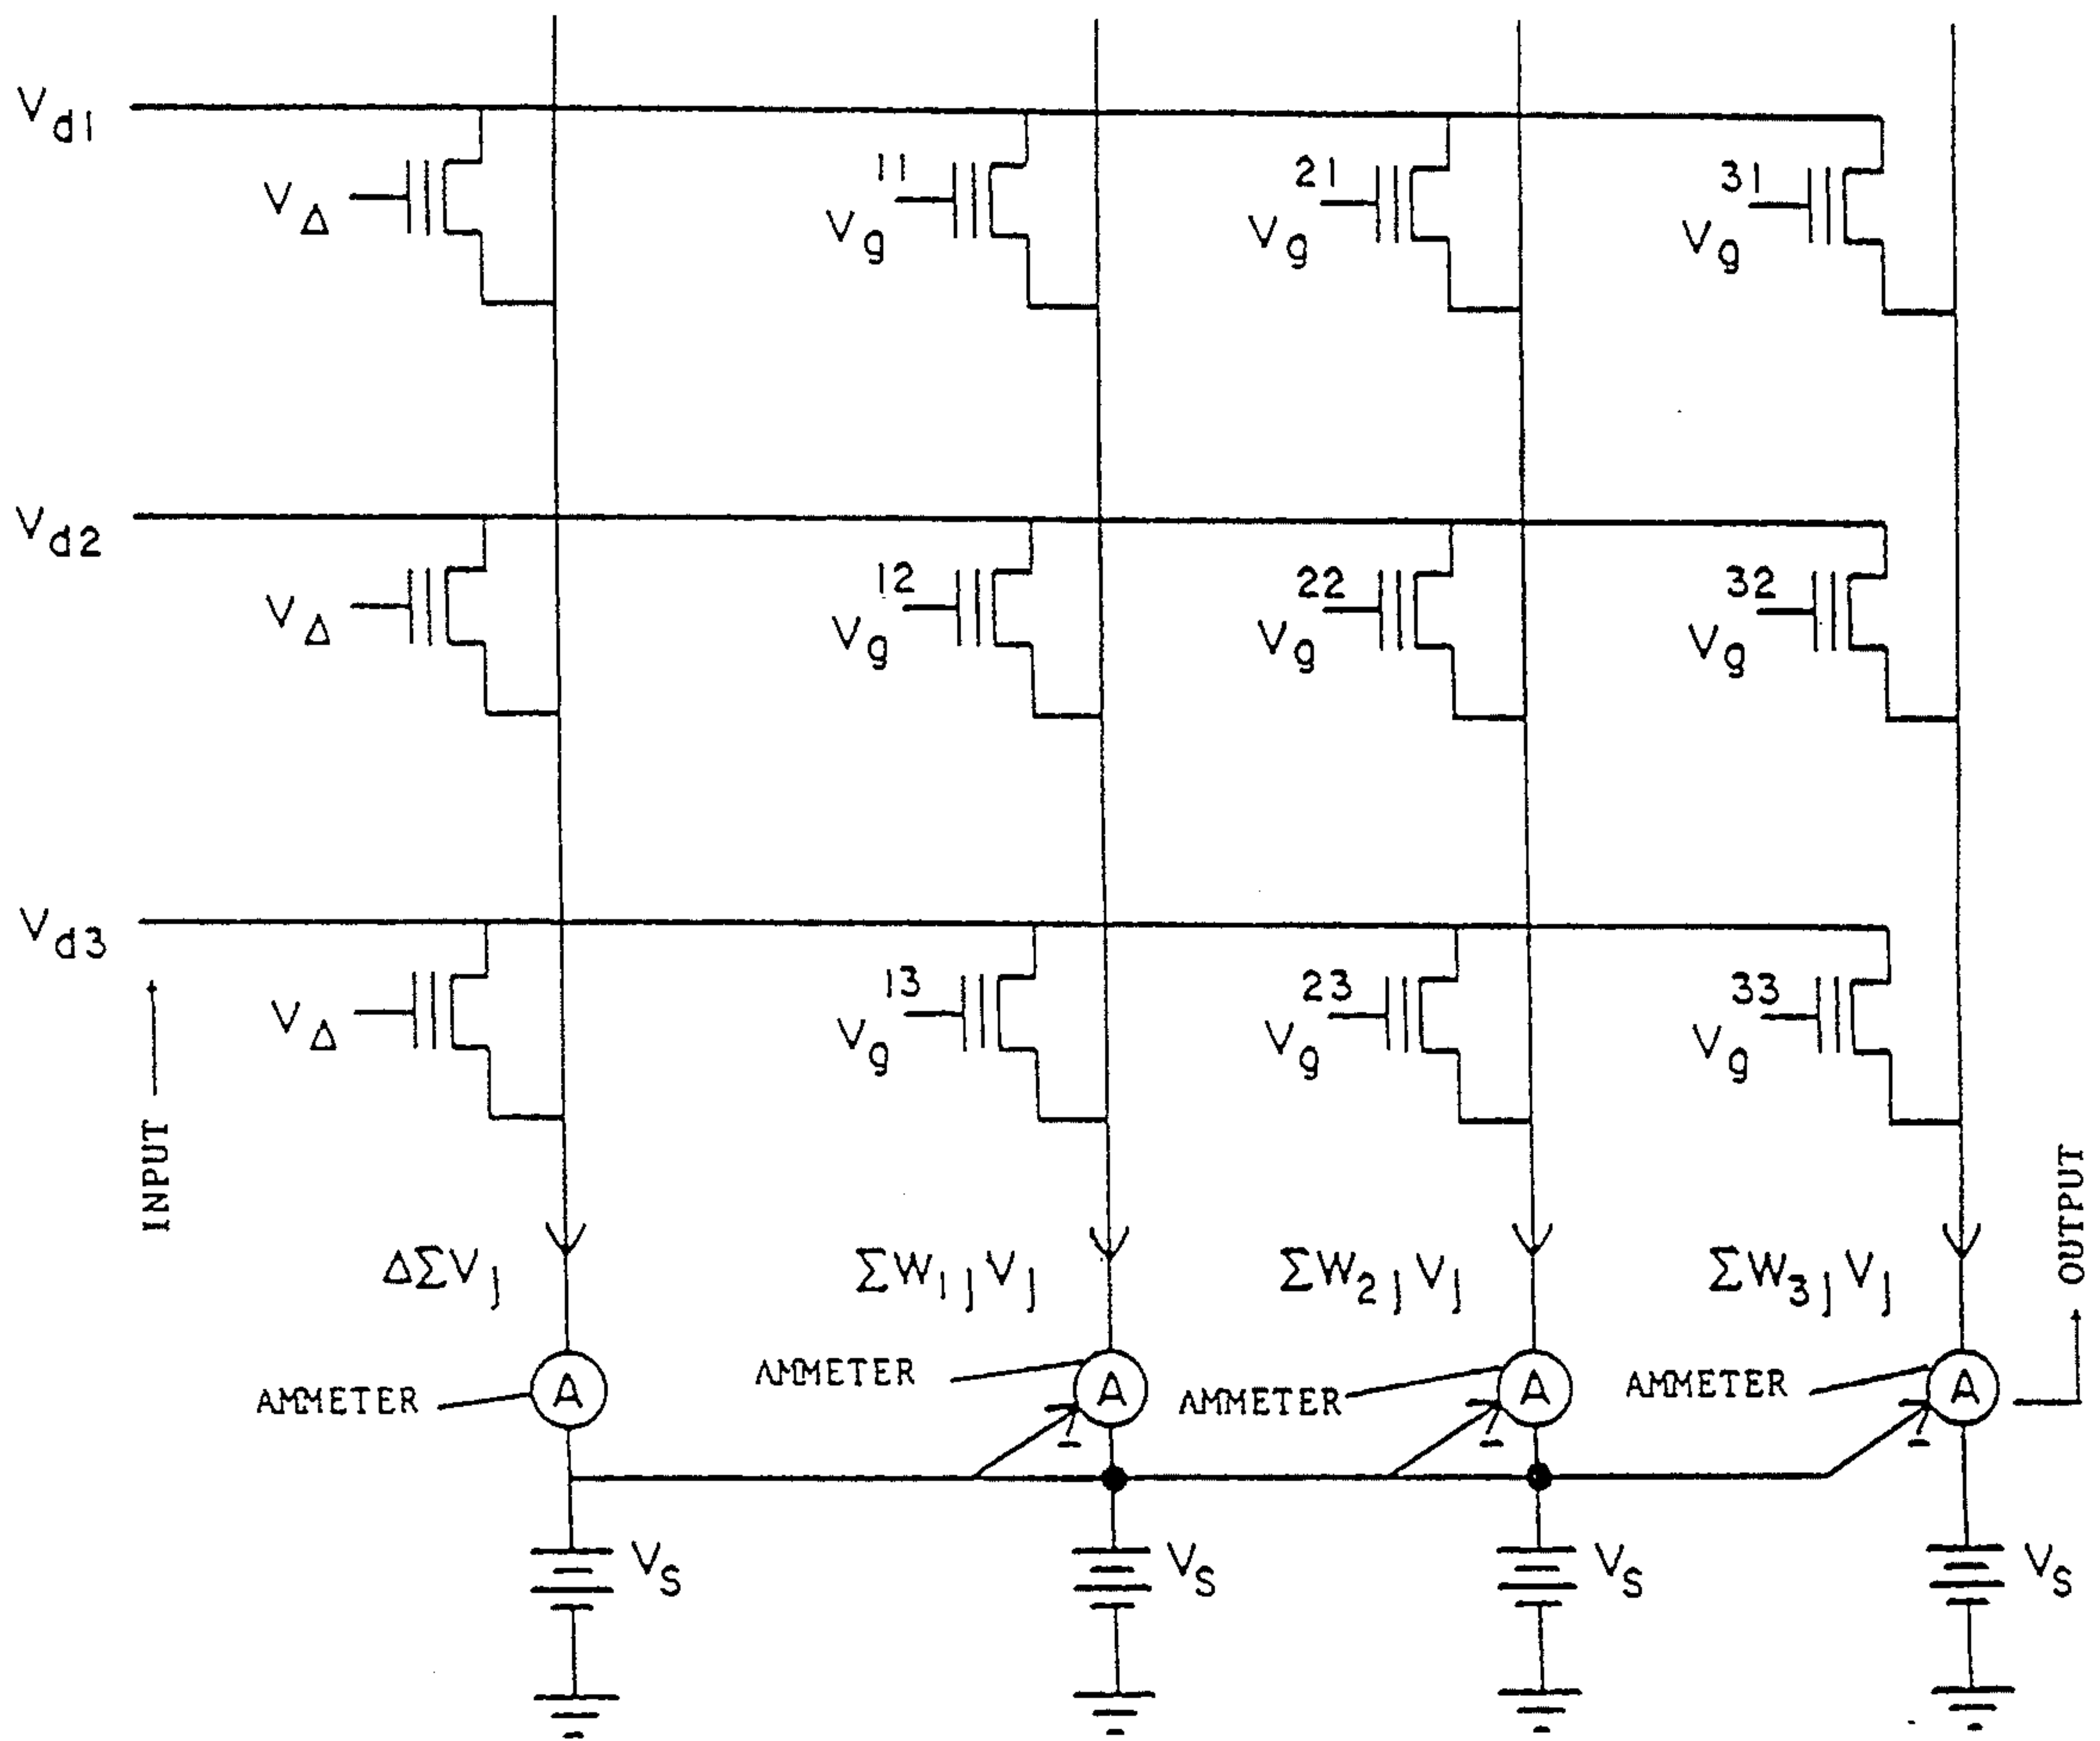 Vd1
VΔ
11
Vg
21
Vg
31
Vg
Vd2
VΔ
12
Vg
22
Vg
32
Vg
Vd3
VΔ
13
Vg
23
Vg
33
Vg
INPUT
OUTPUT
ΔΣVj
ΣW1jVj
ΣW2jVj
ΣW3jVj
AMMETER
A
AMMETER
A
AMMETER
A
AMMETER
A
-
-
-
VS
VS
VS
VS